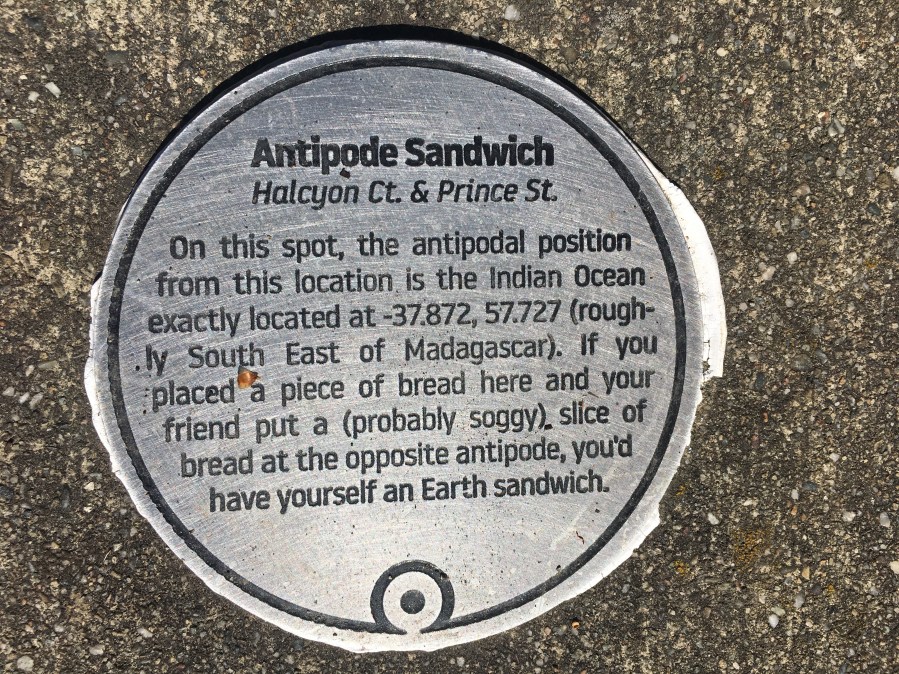 Antipode Sandwich
Halcyon Ct. & Prince St.
On this spot, the antipodal position
from this location is the Indian Ocean
exactly located at -37.872, 57.727 (rough-
ly South East of Madagascar). If you
placed a piece of bread here and your
friend put a (probably soggy) slice of
bread at the opposite antipode, you'd
have yourself an Earth sandwich.